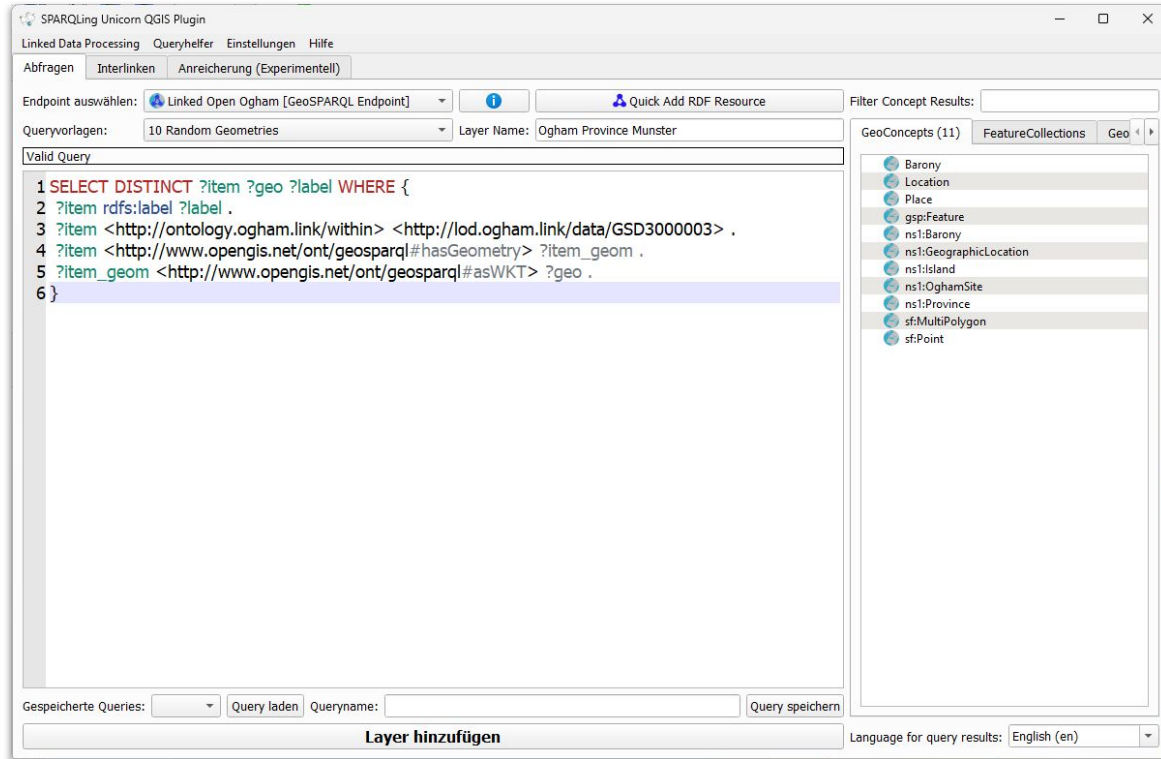 SPARQLing Unicorn QGIS Plugin
Linked Data Processing Queryhelfer Einstellungen Hilfe
Abfragen Interlinken Anreicherung (Experimentell)
Endpoint auswählen: Linked Open Ogham [GeoSPARQL Endpoint] Quick Add RDF Resource Filter Concept Results:
Queryvorlagen: 10 Random Geometries Layer Name: Ogham Province Munster
GeoConcepts (11) FeatureCollections Geo
Valid Query
1 SELECT DISTINCT ?item ?geo ?label WHERE {
2 ?item rdfs:label ?label .
3 ?item <http://ontology.ogham.link/within> <http://lod.ogham.link/data/GSD3000003> .
4 ?item <http://www.opengis.net/ont/geosparql#hasGeometry> ?item_geom .
5 ?item_geom <http://www.opengis.net/ont/geosparql#asWKT> ?geo .
6 }
Barony
Location
Place
gsp:Feature
ns1:Barony
ns1:GeographicLocation
ns1:Island
ns1:OghamSite
ns1:Province
sf:MultiPolygon
sf:Point
Gespeicherte Queries: Query laden Queryname: Query speichern
Layer hinzufügen
Language for query results: English (en)